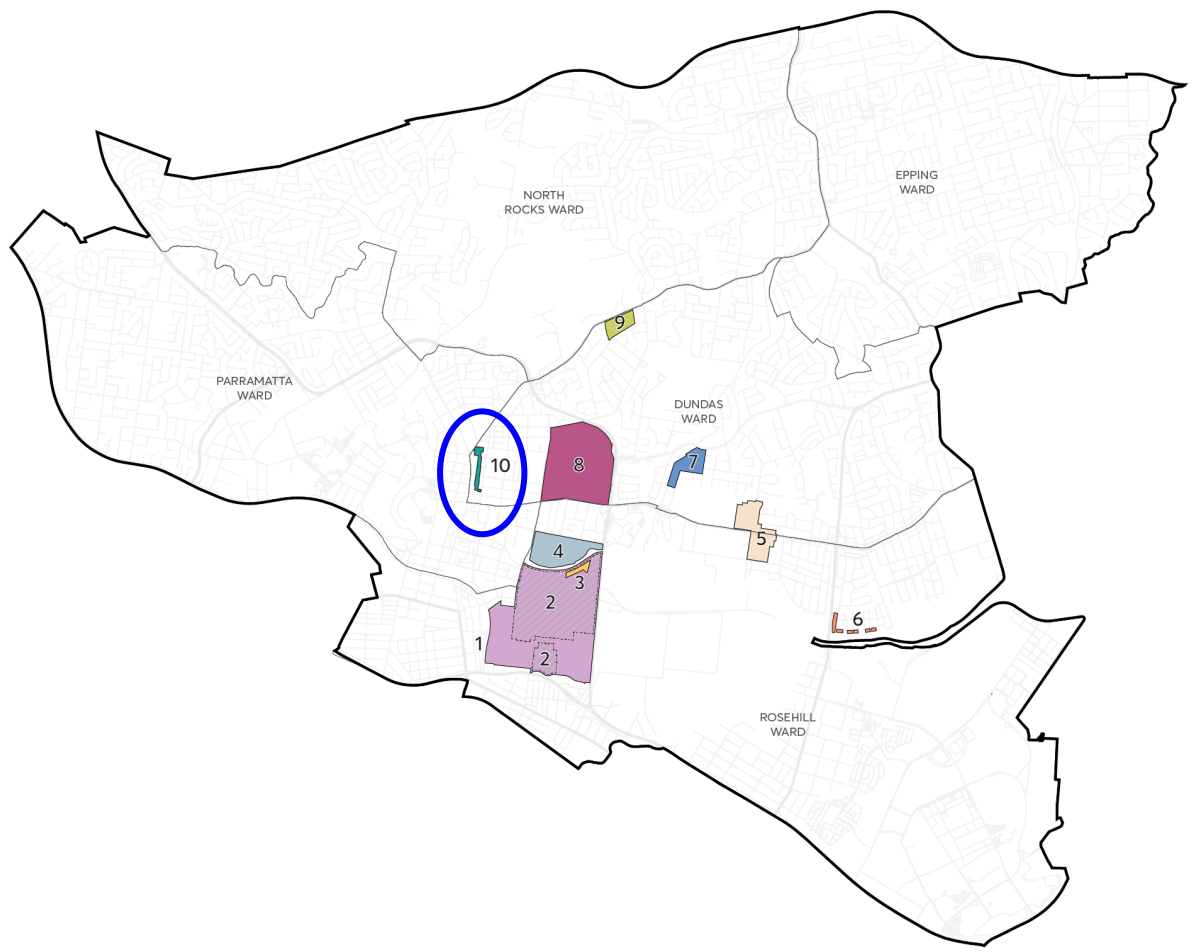 EPPING
WARD
NORTH
ROCKS WARD
9
PARRAMATTA
WARD
DUNDAS
WARD
10
8
7
5
4
3
2
6
1
2
ROSEHILL
WARD